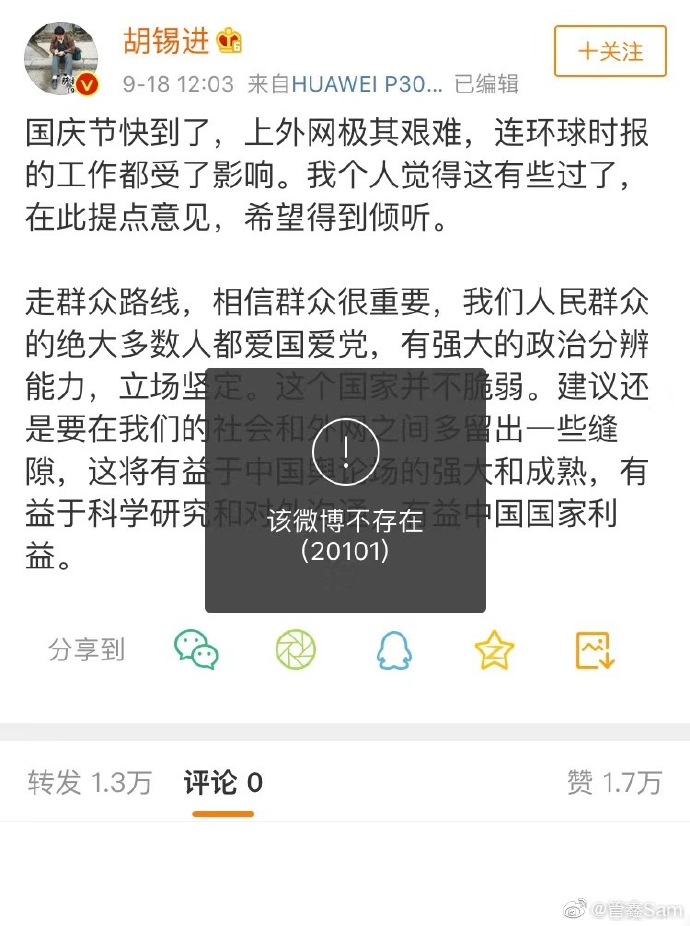 胡锡进
9-18 12:03 来自HUAWEI P30... 已编辑
十关注
国庆节快到了，上外网极其艰难，连环球时报
的工作都受了影响。我个人觉得这有些过了，
在此提点意见，希望得到倾听。
走群众路线，相信群众很重要，我们人民群众
的绝大多数人都爱国爱党，有强大的政治分辨
能力，立场坚定。这个国家并不脆弱。建议还
是要在我们的社会和外网之间多留出一些缝
隙，这将有益于中国舆论场的强大和成熟，有
益于科学研究和对外沟通，有益中国国家利
益。
该微博不存在
(20101)
分享到
转发 1.3万 评论 0 赞 1.7万
@曾鑫Sam